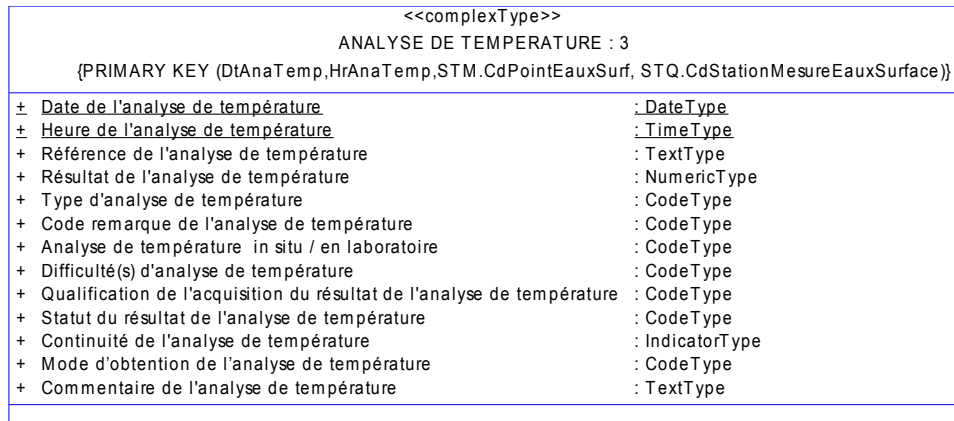 <<complexType>>
ANALYSE DE TEMPERATURE : 3
{PRIMARY KEY (DtAnaTemp,HrAnaTemp,STM.CdPointEauxSurf, STQ.CdStationMesureEauxSurface)}
+ Date de l'analyse de température : DateType
+ Heure de l'analyse de température : TimeType
+ Référence de l'analyse de température : TextType
+ Résultat de l'analyse de température : NumericType
+ Type d'analyse de température : CodeType
+ Code remarque de l'analyse de température : CodeType
+ Analyse de température in situ / en laboratoire : CodeType
+ Difficulté(s) d'analyse de température : CodeType
+ Qualification de l'acquisition du résultat de l'analyse de température : CodeType
+ Statut du résultat de l'analyse de température : CodeType
+ Continuité de l'analyse de température : IndicatorType
+ Mode d’obtention de l’analyse de température : CodeType
+ Commentaire de l'analyse de température : TextType